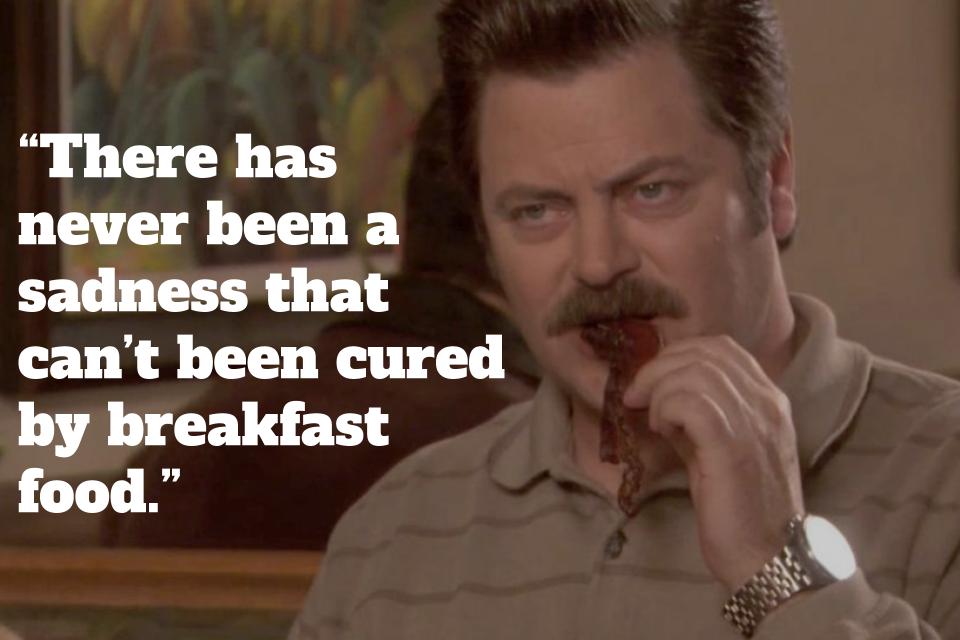 “There has
never been a
sadness that
can’t been cured
by breakfast
food.”